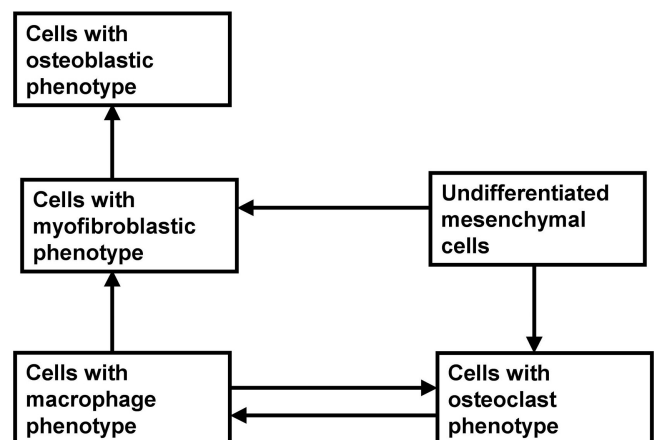 Cells with
osteoblastic
phenotype
Cells with
myofibroblastic
phenotype
Undifferentiated
mesenchymal
cells
Cells with
macrophage
phenotype
Cells with
osteoclast
phenotype